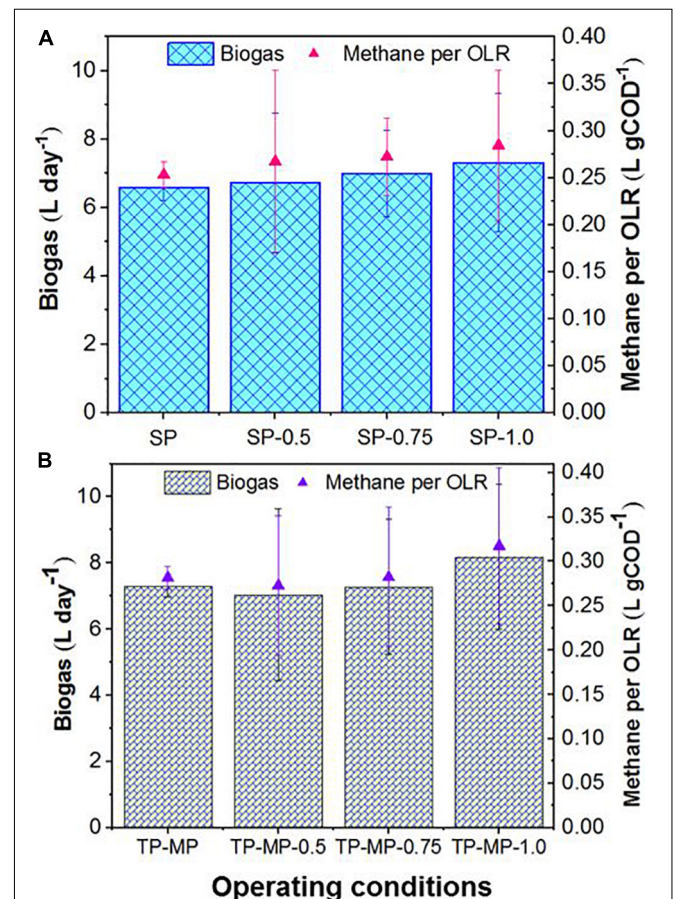 A
Biogas Methane per OLR
10
8
6
4
2
0
Biogas (L day⁻¹)
0.40
0.35
0.30
0.25
0.20
0.15
0.10
0.05
0.00
Methane per OLR (L gCOD⁻¹)
SP SP-0.5 SP-0.75 SP-1.0
B
Biogas Methane per OLR
10
8
6
4
2
0
Biogas (L day⁻¹)
0.40
0.35
0.30
0.25
0.20
0.15
0.10
0.05
0.00
Methane per OLR (L gCOD⁻¹)
TP-MP TP-MP-0.5 TP-MP-0.75 TP-MP-1.0
Operating conditions